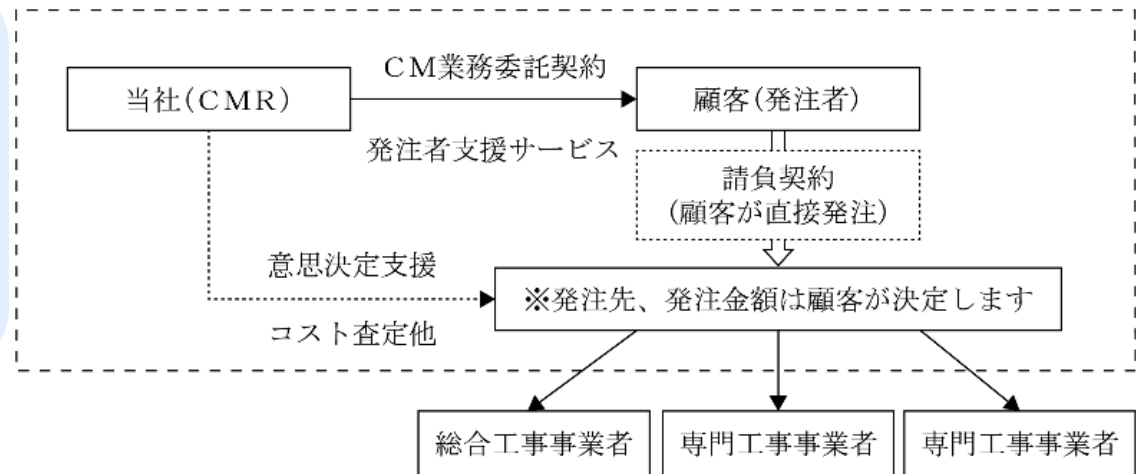 CM業務委託契約
当社(CMR)
顧客(発注者)
発注者支援サービス
請負契約
(顧客が直接発注)
意思決定支援
※発注先、発注金額は顧客が決定します
コスト査定他
総合工事事業者
専門工事事業者
専門工事事業者